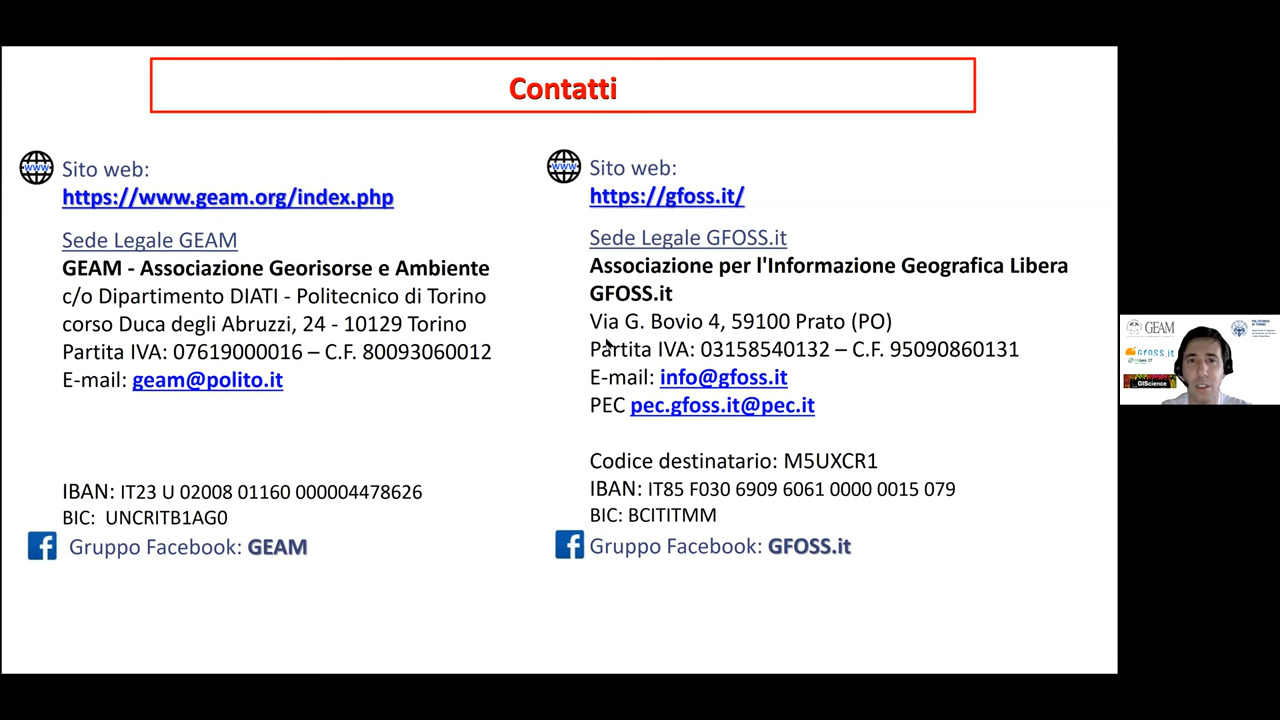 Contatti
Sito web:
https://www.geam.org/index.php
Sede Legale GEAM
GEAM - Associazione Georisorse e Ambiente
c/o Dipartimento DIATI - Politecnico di Torino
corso Duca degli Abruzzi, 24 - 10129 Torino
Partita IVA: 07619000016 – C.F. 80093060012
E-mail: geam@polito.it
IBAN: IT23 U 02008 01160 000004478626
BIC: UNCRITB1AG0
Gruppo Facebook: GEAM
Sito web:
https://gfoss.it/
Sede Legale GFOSS.it
Associazione per l'Informazione Geografica Libera
GFOSS.it
Via G. Bovio 4, 59100 Prato (PO)
Partita IVA: 03158540132 – C.F. 95090860131
E-mail: info@gfoss.it
PEC pec.gfoss.it@pec.it
Codice destinatario: M5UXCR1
IBAN: IT85 F030 6909 6061 0000 0015 079
BIC: BCITITMM
Gruppo Facebook: GFOSS.it
WWW
WWW
GEAM
GFOSS.it
GIScience